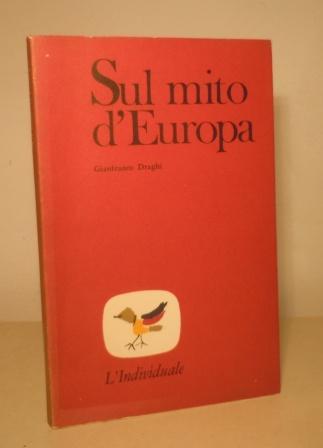 Sul mito
d'Europa
Gianfranco Draghi
L'Individuale